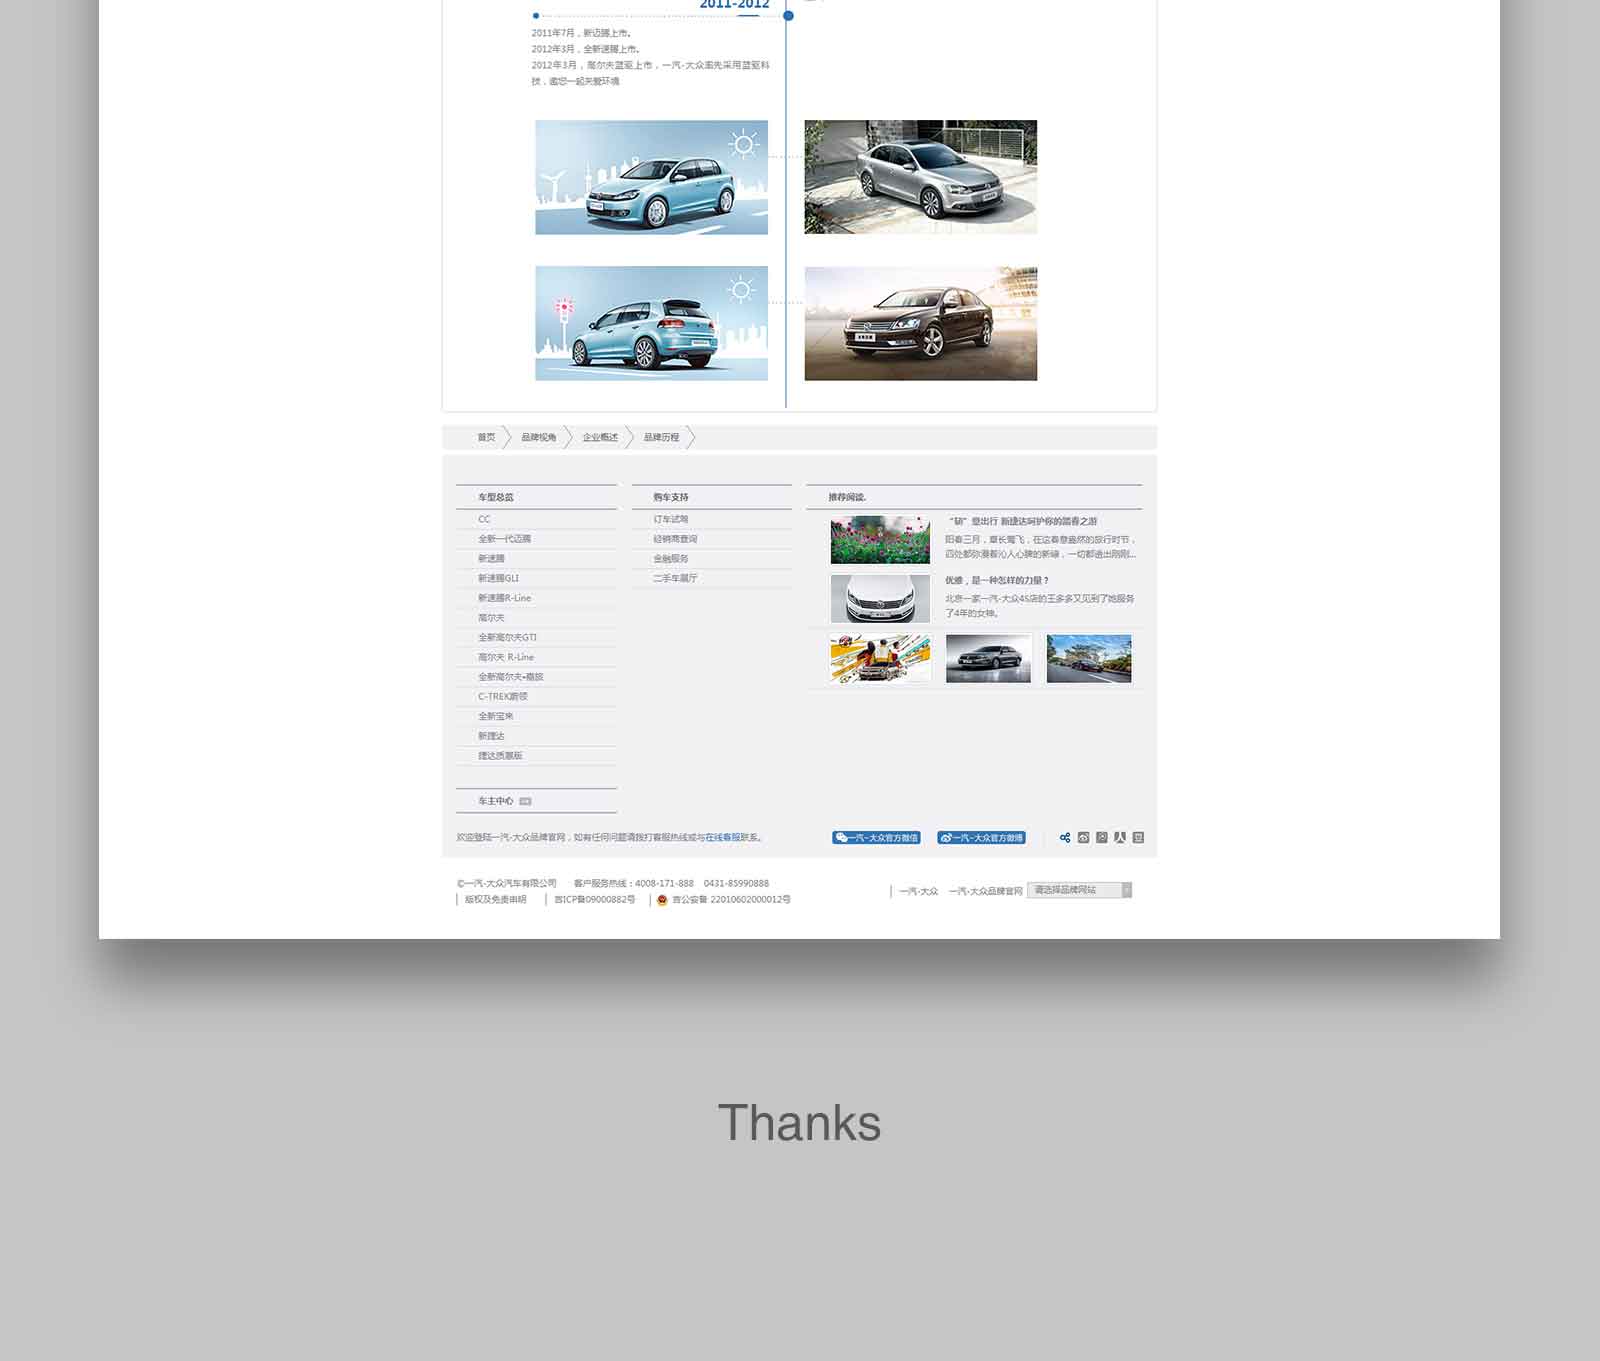 2011-2012
2011年7月，新迈腾上市。
2012年3月，全新速腾上市。
2012年3月，高尔夫蓝驱上市，一汽-大众率先采用蓝驱科
技，邀您一起关爱环境
首页
品牌视角
企业概述
品牌历程
车型总览
CC
全新一代迈腾
新速腾
新速腾GLI
新速腾R-Line
高尔夫
全新高尔夫GTI
高尔夫 R-Line
全新高尔夫•嘉旅
C-TREK蔚领
全新宝来
新捷达
捷达质惠版
车主中心
购车支持
订车试驾
经销商查询
金融服务
二手车展厅
推荐阅读.
“韧”意出行 新捷达呵护你的踏春之游
阳春三月，草长莺飞，在这春意盎然的旅行时节，
四处都弥漫着沁人心脾的新绿，一切都进出刚刚...
优雅，是一种怎样的力量？
北京一家一汽-大众4S店的王多多又见到了她服务
了4年的女神。
欢迎登陆一汽-大众品牌官网，如有任何问题请拨打客服热线或与在线客服联系。
一汽-大众官方微信
一汽-大众官方微博
©一汽-大众汽车有限公司 客户服务热线：4008-171-888 0431-85990888
版权及免责申明 吉ICP备09000882号 吉公安备 22010602000012号
一汽-大众 一汽-大众品牌官网 请选择品牌网站
Thanks